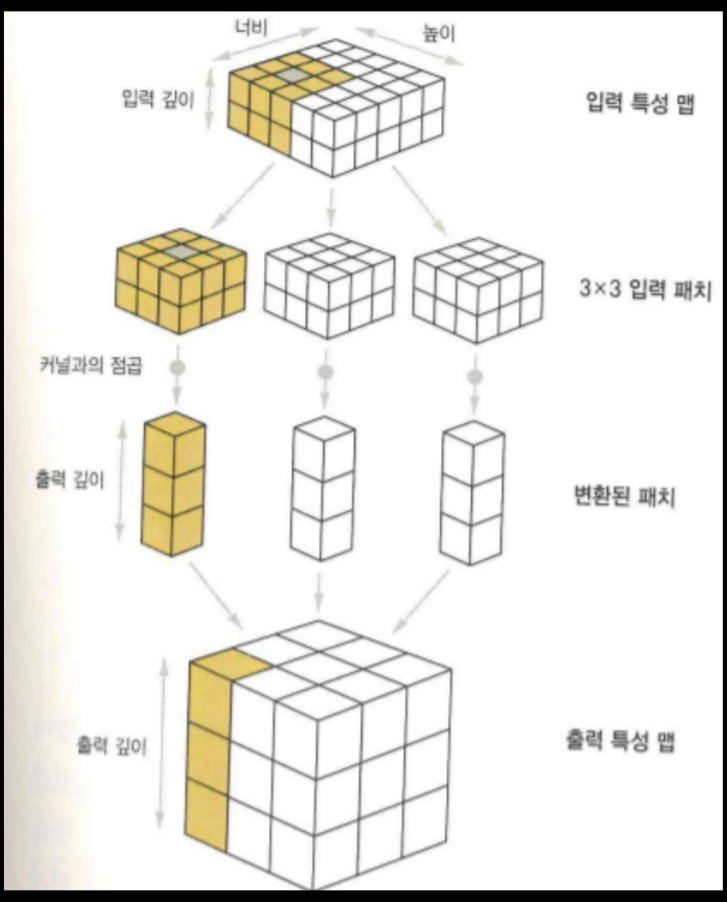 너비
높이
입력 깊이
입력 특성 맵
3×3 입력 패치
커널과의 점곱
출력 깊이
변환된 패치
출력 깊이
출력 특성 맵